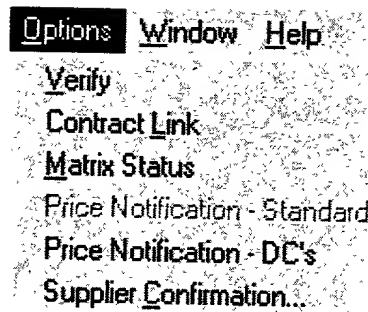 Options Window Help
Verify
Contract Link
Matrix Status
Price Notification - Standard
Price Notification - DC's
Supplier Confirmation...